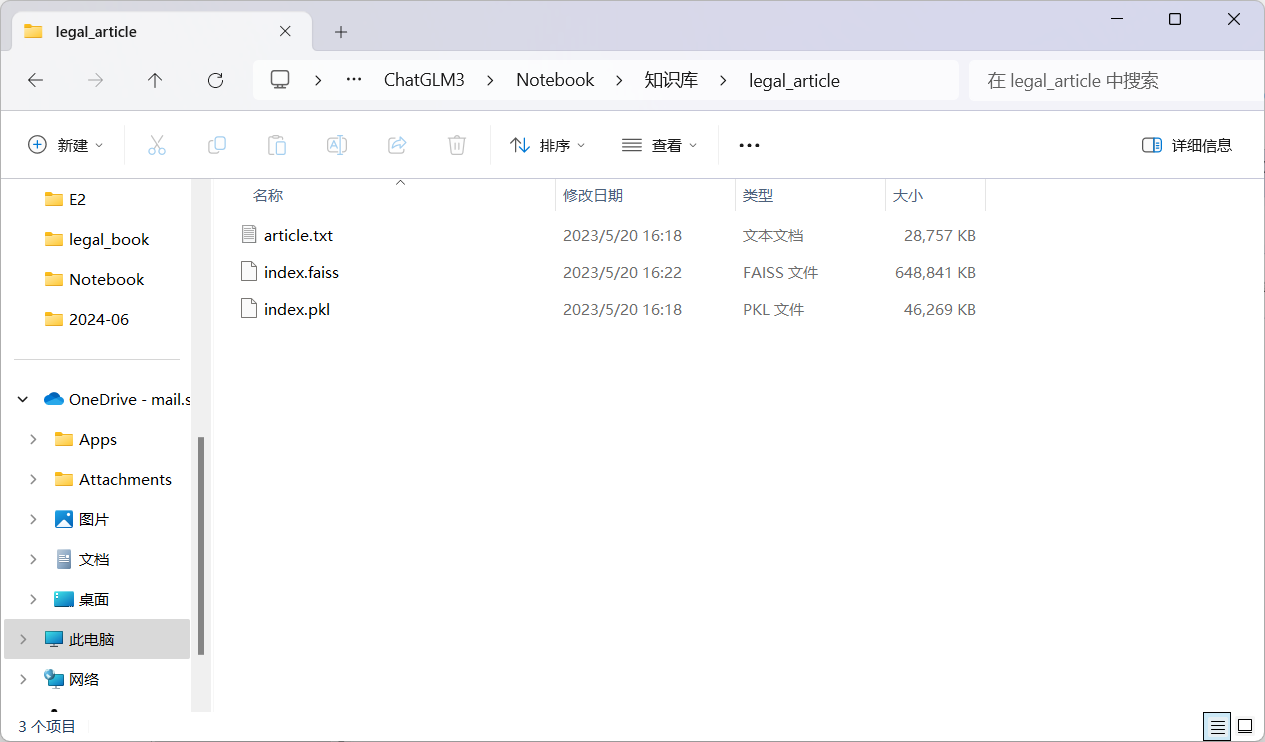 legal_article
ChatGLM3 Notebook 知识库 legal_article
在 legal_article 中搜索
新建 排序 查看 详细信息
E2
legal_book
Notebook
2024-06
OneDrive - mail.s
Apps
Attachments
图片
文档
桌面
此电脑
网络
名称 修改日期 类型 大小
article.txt 2023/5/20 16:18 文本文档 28,757 KB
index.faiss 2023/5/20 16:22 FAISS 文件 648,841 KB
index.pkl 2023/5/20 16:18 PKL 文件 46,269 KB
3 个项目